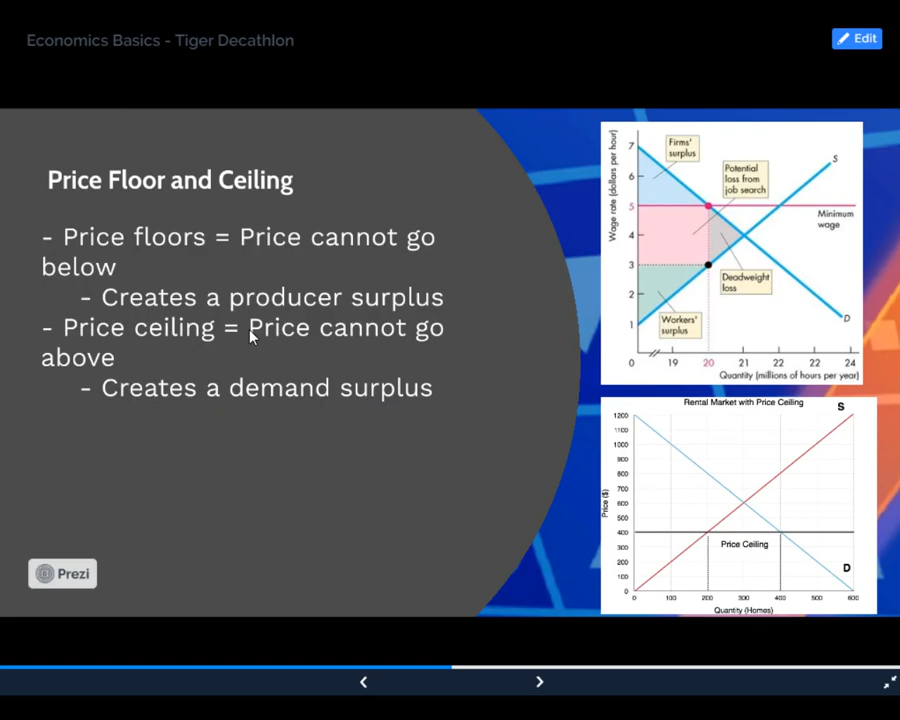 Economics Basics - Tiger Decathlon
Edit
Price Floor and Ceiling
- Price floors = Price cannot go
below
- Creates a producer surplus
- Price ceiling = Price cannot go
above
- Creates a demand surplus
Prezi
Wage rate (dollars per hour)
7
6
5
4
3
2
1
0
Firms'
surplus
Potential
loss from
job search
S
Minimum
wage
Deadweight
loss
Workers'
surplus
D
19
20
21
22
22
24
Quantity (millions of hours per year)
Rental Market with Price Ceiling
S
1200
1100
1000
900
800
700
600
500
400
300
200
100
0
Price ($)
Price Ceiling
D
0
100
200
300
400
500
600
Quantity (Homes)